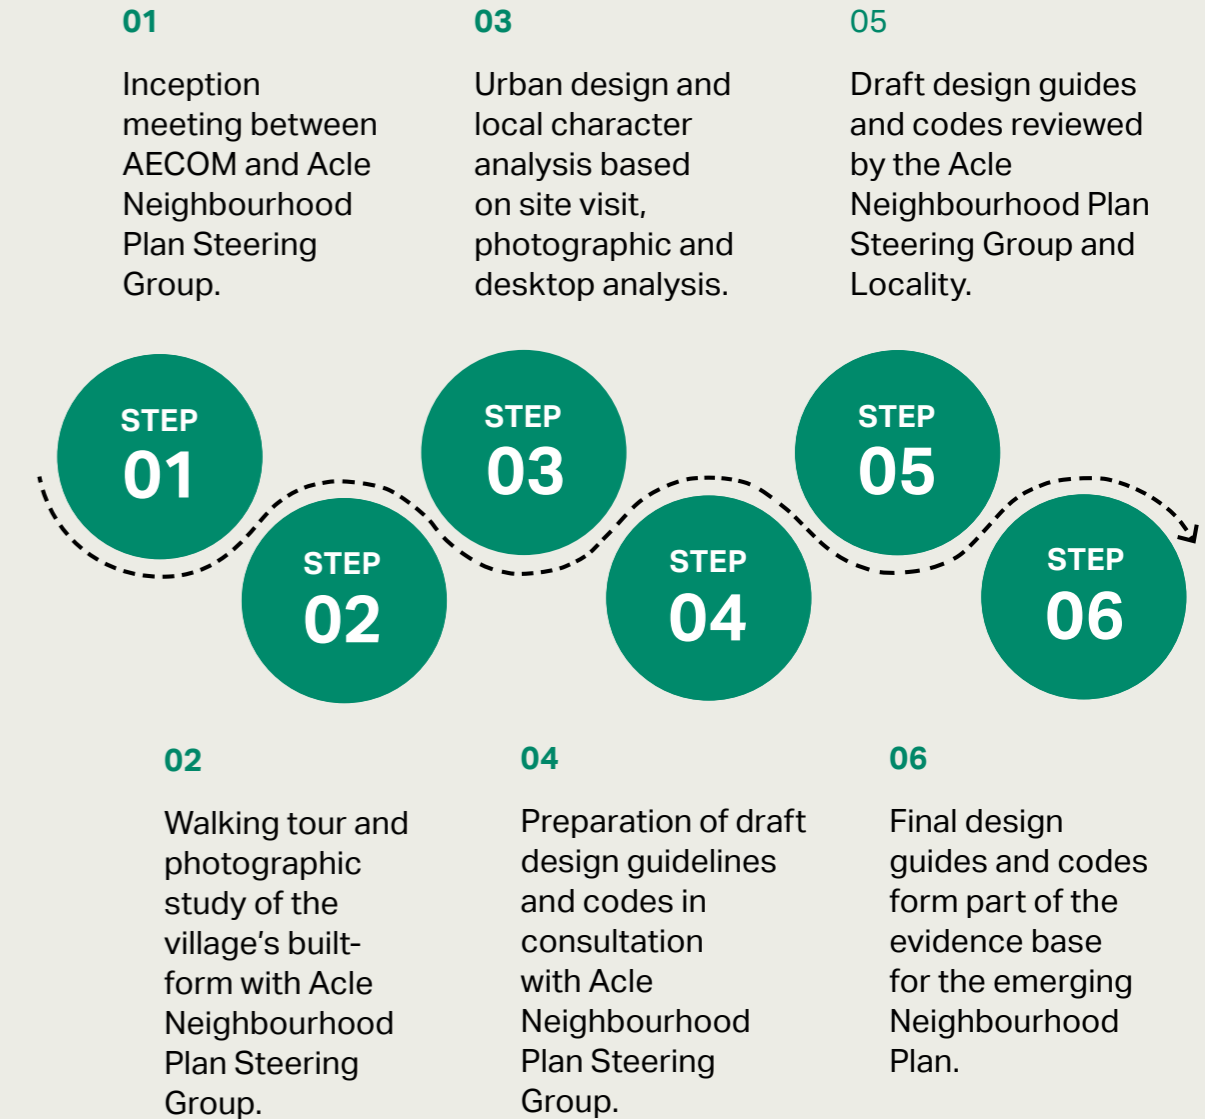 01
Inception
meeting between
AECOM and Acle
Neighbourhood
Plan Steering
Group.
03
Urban design and
local character
analysis based
on site visit,
photographic and
desktop analysis.
05
Draft design guides
and codes reviewed
by the Acle
Neighbourhood Plan
Steering Group and
Locality.
STEP
01
STEP
02
STEP
03
STEP
04
STEP
05
STEP
06
02
Walking tour and
photographic
study of the
village's built-
form with Acle
Neighbourhood
Plan Steering
Group.
04
Preparation of draft
design guidelines
and codes in
consultation
with Acle
Neighbourhood
Plan Steering
Group.
06
Final design
guides and codes
form part of the
evidence base
for the emerging
Neighbourhood
Plan.